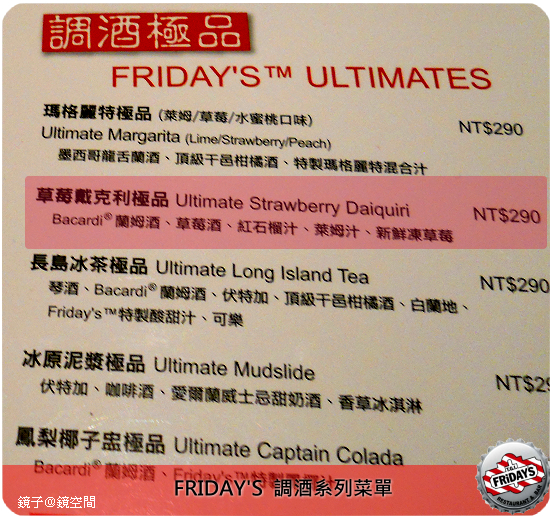 調酒極品
FRIDAY'S™ ULTIMATES
瑪格麗特極品 (萊姆/草莓/水蜜桃口味)
Ultimate Margarita (Lime/Strawberry/Peach) NT$290
墨西哥龍舌蘭酒、頂級干邑柑橘酒、特製瑪格麗特混合汁
草莓戴克利極品 Ultimate Strawberry Daiquiri NT$290
Bacardi® 蘭姆酒、草莓酒、紅石榴汁、萊姆汁、新鮮凍草莓
長島冰茶極品 Ultimate Long Island Tea NT$290
琴酒、Bacardi® 蘭姆酒、伏特加、頂級干邑柑橘酒、白蘭地、
Friday's™特製酸甜汁、可樂
冰原泥漿極品 Ultimate Mudslide NT$29
伏特加、咖啡酒、愛爾蘭威士忌甜奶酒、香草冰淇淋
鳳梨椰子盅極品 Ultimate Captain Colada
Bacardi® 蘭姆酒、Friday's™特製
FRIDAY'S 調酒系列菜單
鏡子@鏡空間
FRiDAY'S